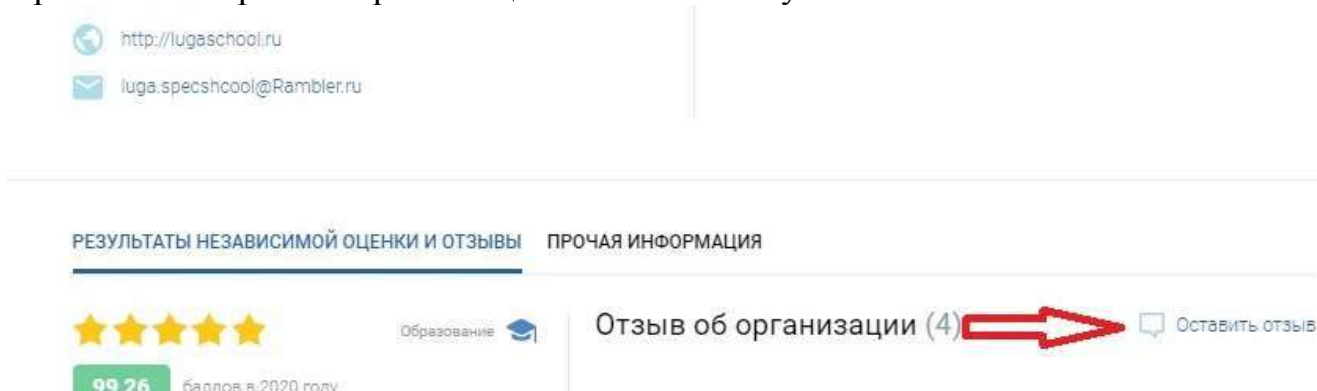 http://lugaschool.ru
luga.specshcool@Rambler.ru
РЕЗУЛЬТАТЫ НЕЗАВИСИМОЙ ОЦЕНКИ И ОТЗЫВЫ ПРОЧАЯ ИНФОРМАЦИЯ
Образование Отзыв об организации (4) Оставить отзыв
99.26 баллов в 2020 году